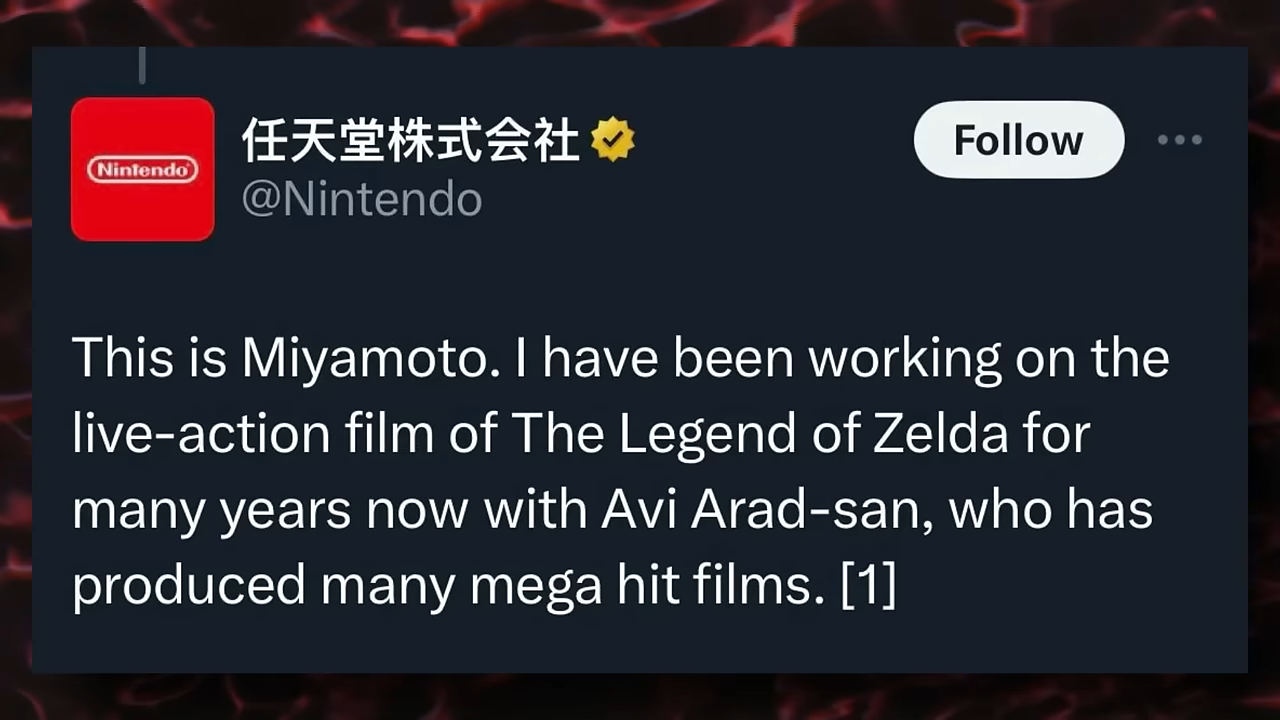 Nintendo
任天堂株式会社
@Nintendo
Follow
This is Miyamoto. I have been working on the
live-action film of The Legend of Zelda for
many years now with Avi Arad-san, who has
produced many mega hit films. [1]